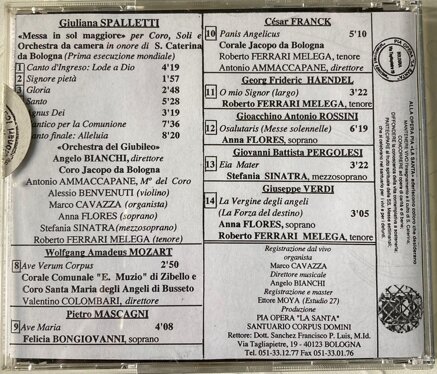 Giuliana SPALLETTI
«Messa in sol maggiore» per Coro, Soli e
Orchestra da camera in onore di S. Caterina
da Bologna (Prima esecuzione mondiale)
1 Canto d'Ingresso: Lode a Dio 4'19
2 Signore pietà 1'57
3 Gloria 2'48
Santo 5'28
Agnus Dei 3'19
Cantico per la Comunione 7'36
Canto finale: Alleluia 8'20
«Orchestra del Giubileo»
Angelo BIANCHI, direttore
Coro Jacopo da Bologna
Antonio AMMACCAPANE, Mº del Coro
Alessio BENVENUTI (violino)
Marco CAVAZZA (organista)
Anna FLORES (soprano)
Stefania SINATRA (mezzosoprano)
Roberto FERRARI MELEGA (tenore)
Wolfgang Amadeus MOZART
8 Ave Verum Corpus 2'50
Corale Comunale "E. Muzio" di Zibello e
Coro Santa Maria degli Angeli di Busseto
Valentino COLOMBARI, direttore
Pietro MASCAGNI
9 Ave Maria 4'08
Felicia BONGIOVANNI, soprano
César FRANCK
10 Panis Angelicus 5'10
Corale Jacopo da Bologna
Roberto FERRARI MELEGA, tenore
Antonio AMMACCAPANE, direttore
Georg Frideric HAENDEL
11 O mio Signor (largo) 3'22
Roberto FERRARI MELEGA, tenore
Gioacchino Antonio ROSSINI
12 Osalutaris (Messe solennelle) 6'19
Anna FLORES, soprano
Giovanni Battista PERGOLESI
13 Eia Mater 3'22
Stefania SINATRA, mezzosoprano
Giuseppe VERDI
14 La Vergine degli angeli
(La Forza del destino) 3'05
Anna FLORES, soprano
Roberto FERRARI MELEGA, tenore
Registrazione dal vivo
organista
Marco CAVAZZA
Direttore musicale
Angelo BIANCHI
Registrazione e master
Ettore MOYA (Estudio 27)
Produzione
PIA OPERA "LA SANTA"
SANTUARIO CORPUS DOMINI
Rettore: Dott. Sanchez Francisco P. Luis, M.Id.
Via Tagliapietre, 19 - 40123 BOLOGNA
Tel. 051-33.12.77 Fax 051-33.01.76